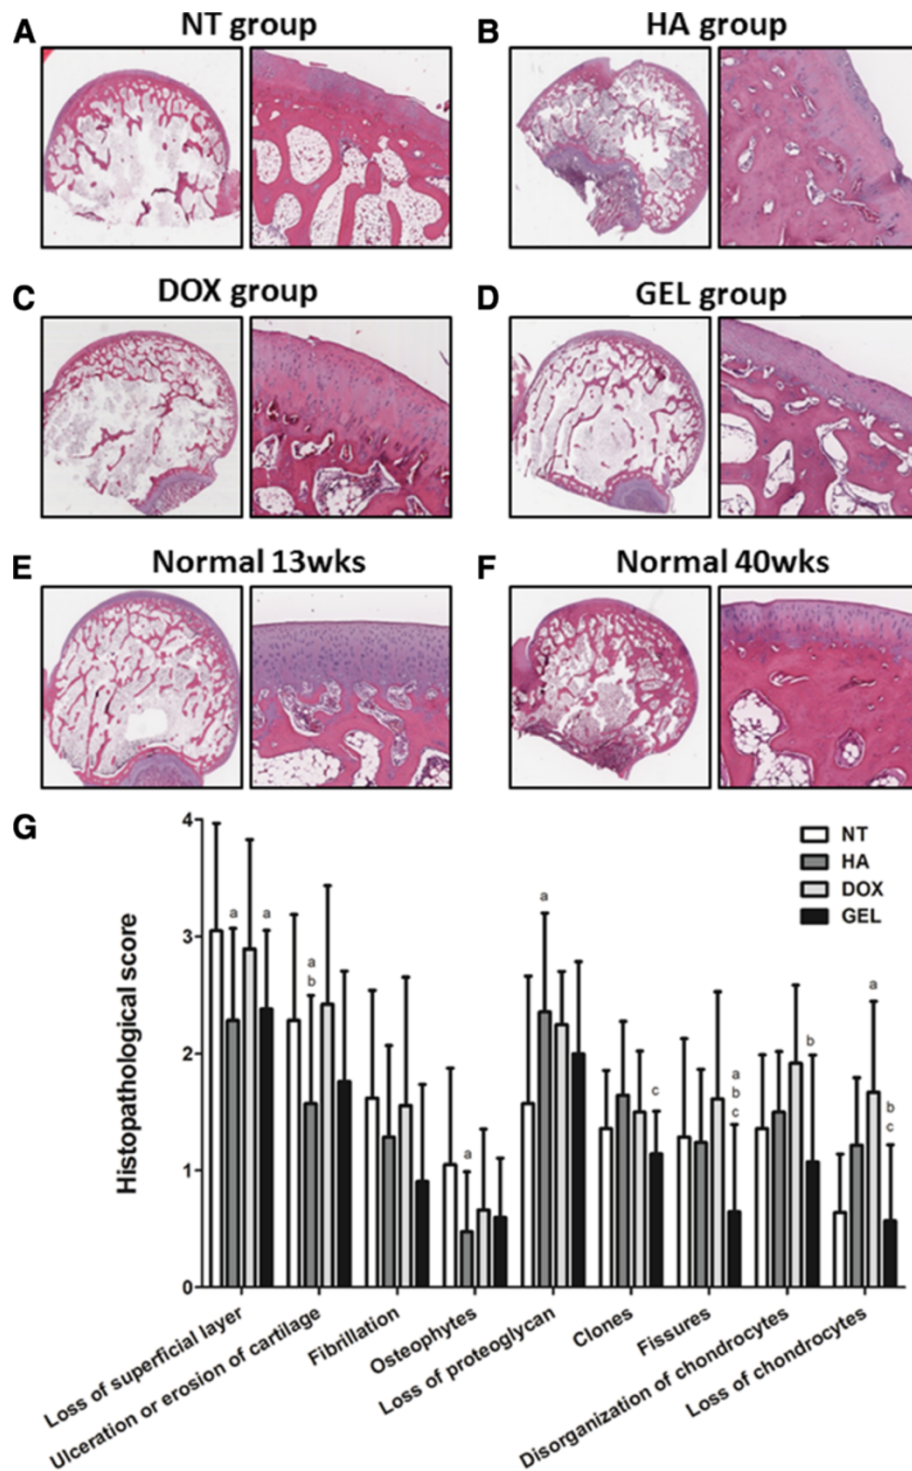 A NT group
B HA group
C DOX group
D GEL group
E Normal 13wks
F Normal 40wks
G
Histopathological score
4
3
2
1
0
NT
HA
DOX
GEL
a
a
a
b
a
a
c
a
b
c
b
a
b
c
Loss of superficial layer
Ulceration or erosion of cartilage
Fibrillation
Osteophytes
Loss of proteoglycan
Clones
Fissures
Disorganization of chondrocytes
Loss of chondrocytes